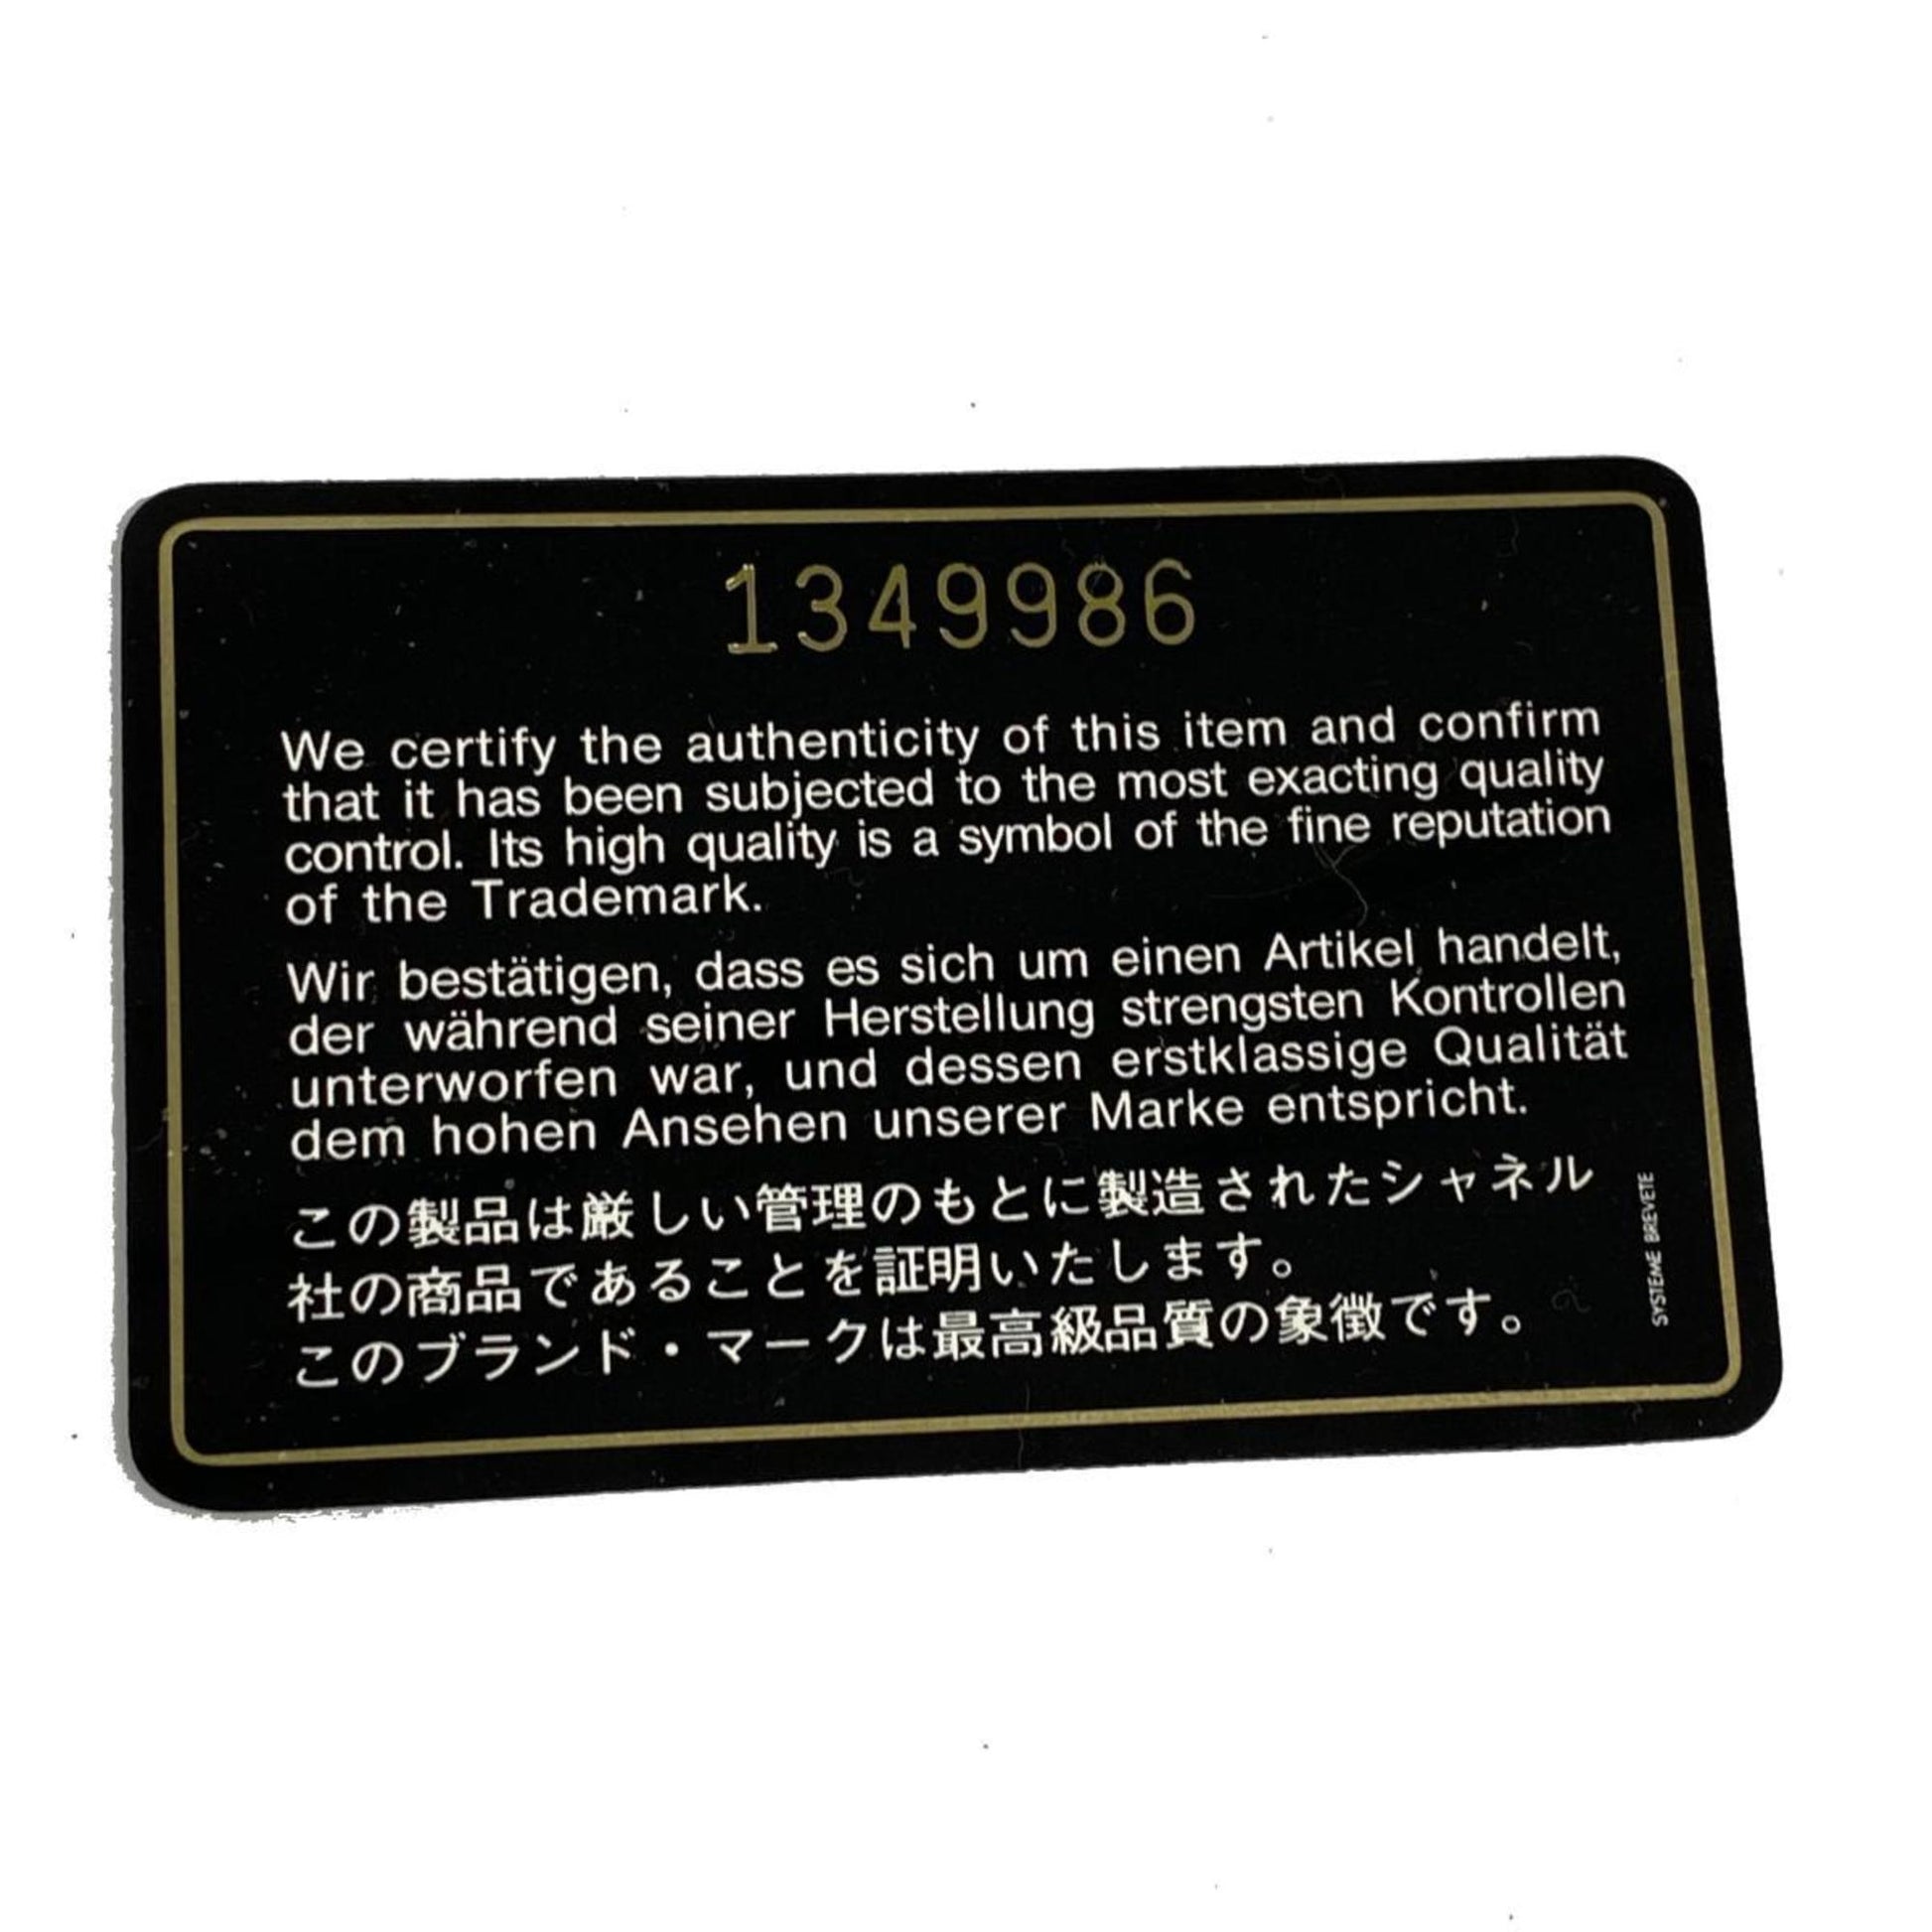 1349986
We certify the authenticity of this item and confirm
that it has been subjected to the most exacting quality
control. Its high quality is a symbol of the fine reputation
of the Trademark.
Wir bestätigen, dass es sich um einen Artikel handelt,
der während seiner Herstellung strengsten Kontrollen
unterworfen war, und dessen erstklassige Qualität
dem hohen Ansehen unserer Marke entspricht.
この製品は厳しい管理のもとに製造されたシャネル
社の商品であることを証明いたします。
このブランド・マークは最高級品質の象徴です。
SYSTEME BREVETE